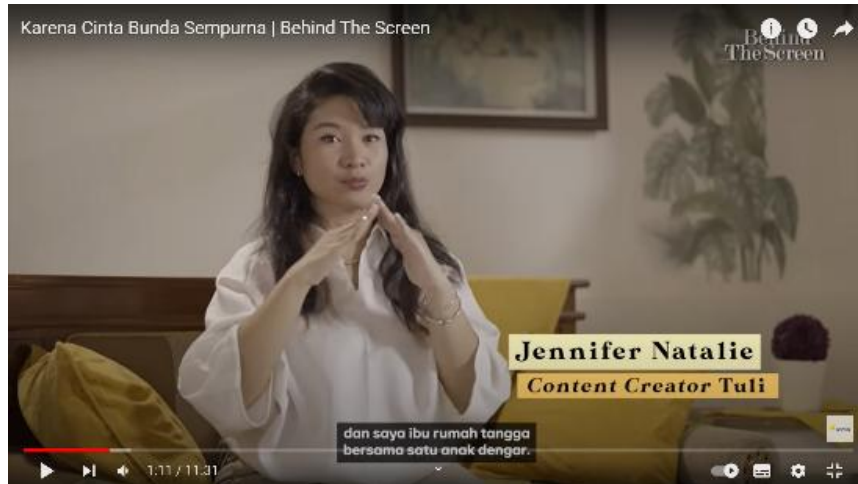 Karena Cinta Bunda Sempurna | Behind The Screen
Behind
The Screen
Jennifer Natalie
Content Creator Tuli
dan saya ibu rumah tangga
bersama satu anak dengar.
1:11 / 11.31